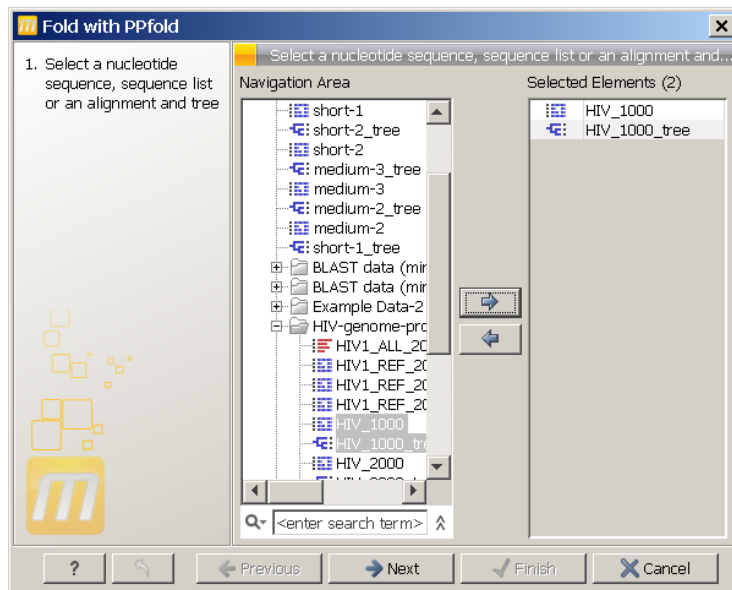 Fold with PPfold
1. Select a nucleotide
sequence, sequence list
or an alignment and tree
Select a nucleotide sequence, sequence list or an alignment and...
Navigation Area
short-1
short-2_tree
short-2
medium-3_tree
medium-3
medium-2_tree
medium-2
short-1_tree
BLAST data (mir
BLAST data (mir
Example Data-2
HIV-genome-pro
HIV1_ALL_20
HIV1_REF_20
HIV1_REF_20
HIV1_REF_20
HIV_1000
HIV_1000_tre
HIV_2000
<enter search term>
Selected Elements (2)
HIV_1000
HIV_1000_tree
?
Previous
Next
Finish
Cancel